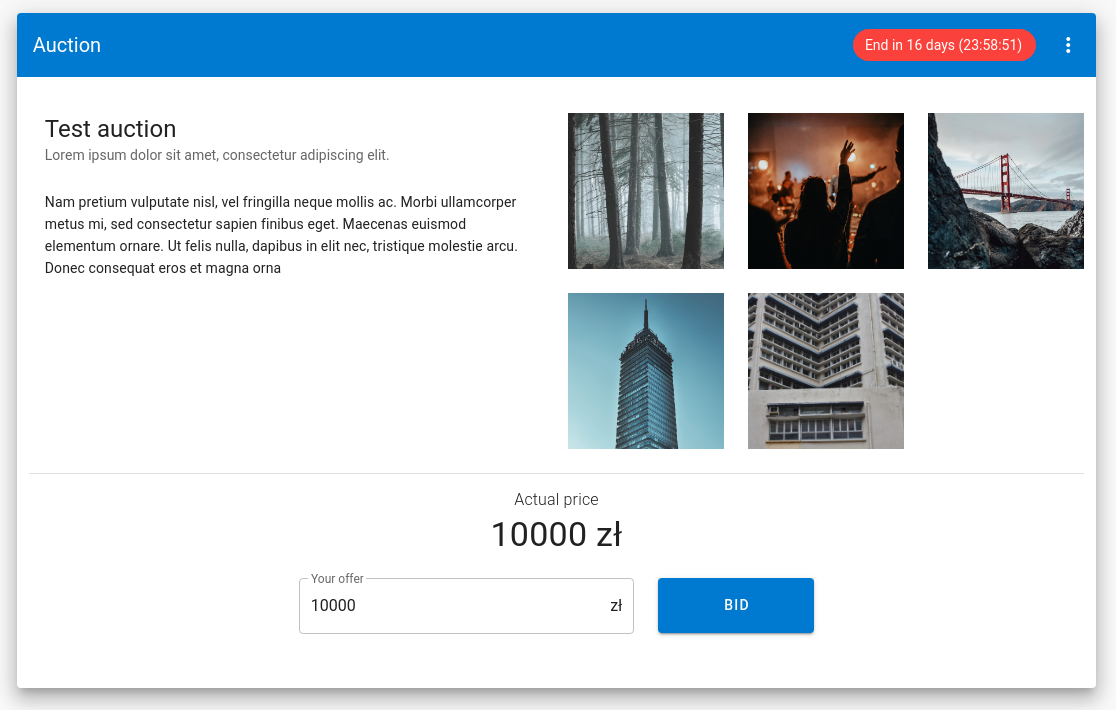 Auction
End in 16 days (23:58:51)
Test auction
Lorem ipsum dolor sit amet, consectetur adipiscing elit.
Nam pretium vulputate nisl, vel fringilla neque mollis ac. Morbi ullamcorper
metus mi, sed consectetur sapien finibus eget. Maecenas euismod
elementum ornare. Ut felis nulla, dapibus in elit nec, tristique molestie arcu.
Donec consequat eros et magna orna
Actual price
10000 zł
Your offer
10000 zł
BID